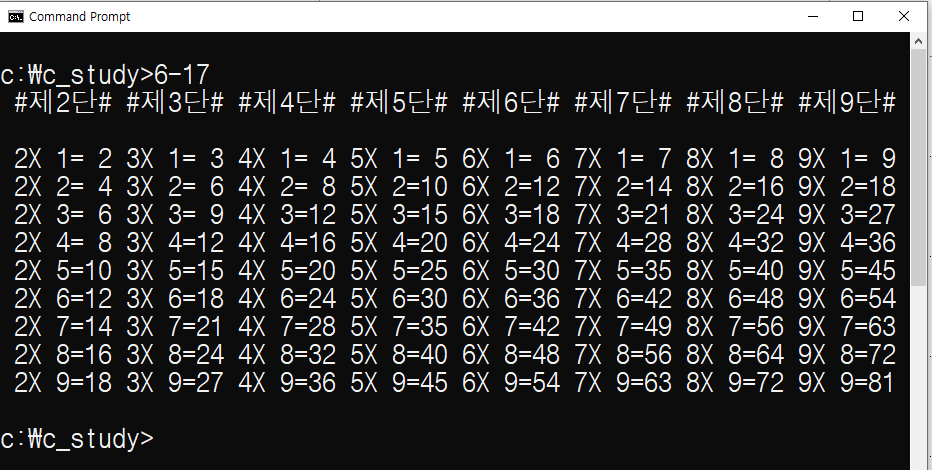 Command Prompt
c:₩c_study>6-17
#제2단# #제3단# #제4단# #제5단# #제6단# #제7단# #제8단# #제9단#
2X 1= 2 3X 1= 3 4X 1= 4 5X 1= 5 6X 1= 6 7X 1= 7 8X 1= 8 9X 1= 9
2X 2= 4 3X 2= 6 4X 2= 8 5X 2=10 6X 2=12 7X 2=14 8X 2=16 9X 2=18
2X 3= 6 3X 3= 9 4X 3=12 5X 3=15 6X 3=18 7X 3=21 8X 3=24 9X 3=27
2X 4= 8 3X 4=12 4X 4=16 5X 4=20 6X 4=24 7X 4=28 8X 4=32 9X 4=36
2X 5=10 3X 5=15 4X 5=20 5X 5=25 6X 5=30 7X 5=35 8X 5=40 9X 5=45
2X 6=12 3X 6=18 4X 6=24 5X 6=30 6X 6=36 7X 6=42 8X 6=48 9X 6=54
2X 7=14 3X 7=21 4X 7=28 5X 7=35 6X 7=42 7X 7=49 8X 7=56 9X 7=63
2X 8=16 3X 8=24 4X 8=32 5X 8=40 6X 8=48 7X 8=56 8X 8=64 9X 8=72
2X 9=18 3X 9=27 4X 9=36 5X 9=45 6X 9=54 7X 9=63 8X 9=72 9X 9=81
c:₩c_study>